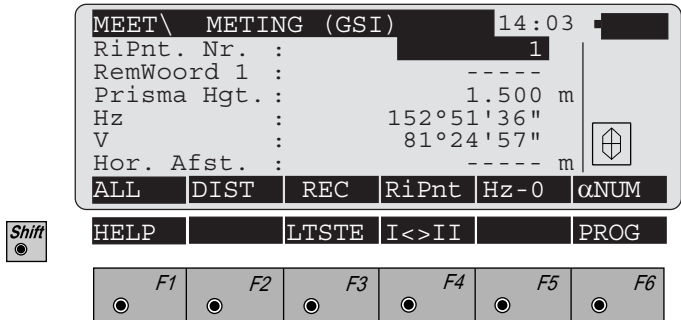 MEET\ METING (GSI) 14:03
RiPnt. Nr. : 1
RemWoord 1 : -----
Prisma Hgt. : 1.500 m
Hz : 152°51'36"
V : 81°24'57"
Hor. Afst. : ----- m
ALL DIST REC RiPnt Hz-0 αNUM
Shift HELP LTSTE I<>II PROG
F1 F2 F3 F4 F5 F6